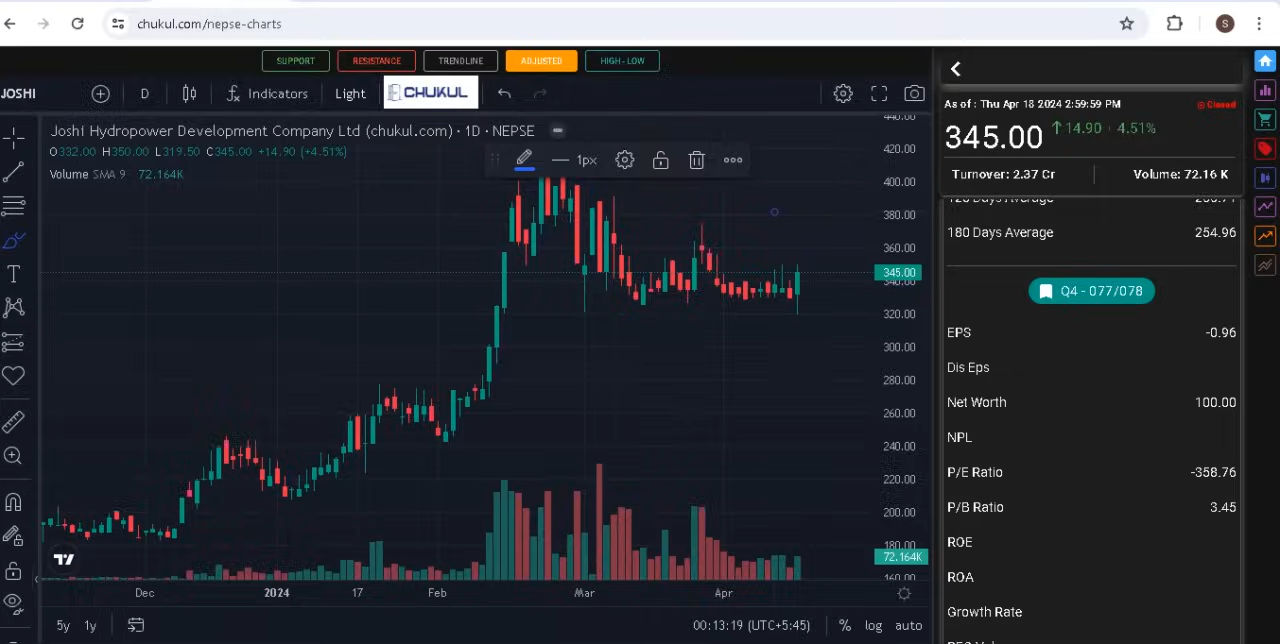 chukul.com/nepse-charts
S
SUPPORT
RESISTANCE
TRENDLINE
ADJUSTED
HIGH-LOW
JOSHI
D
Indicators
Light
CHUKUL
Joshi Hydropower Development Company Ltd (chukul.com) · 1D · NEPSE
O332.00 H350.00 L319.50 C345.00 +14.90 (+4.51%)
Volume SMA 9 72.164K
1px
440.00
420.00
400.00
380.00
360.00
345.00
340.00
320.00
300.00
280.00
260.00
240.00
220.00
200.00
180.00
72.164K
160.00
Dec
2024
17
Feb
Mar
Apr
5y 1y
00:13:19 (UTC+5:45)
% log auto
As of : Thu Apr 18 2024 2:59:59 PM
Closed
345.00
14.90
4.51%
Turnover: 2.37 Cr
Volume: 72.16 K
180 Days Average 254.96
Q4 - 077/078
EPS -0.96
Dis Eps
Net Worth 100.00
NPL
P/E Ratio -358.76
P/B Ratio 3.45
ROE
ROA
Growth Rate